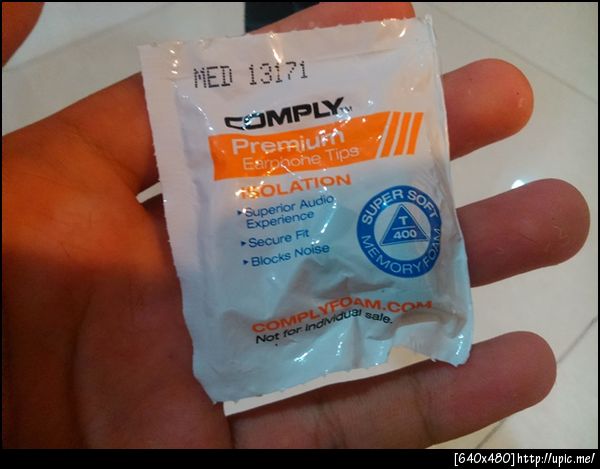 MED 13171
COMPLY™
Premium
Earphone Tips
ISOLATION
▸Superior Audio
Experience
▸Secure Fit
▸Blocks Noise
SUPER SOFT
T
400
MEMORY FOAM
COMPLYFOAM.COM
Not for individual sale.
[640x480]http://upic.me/